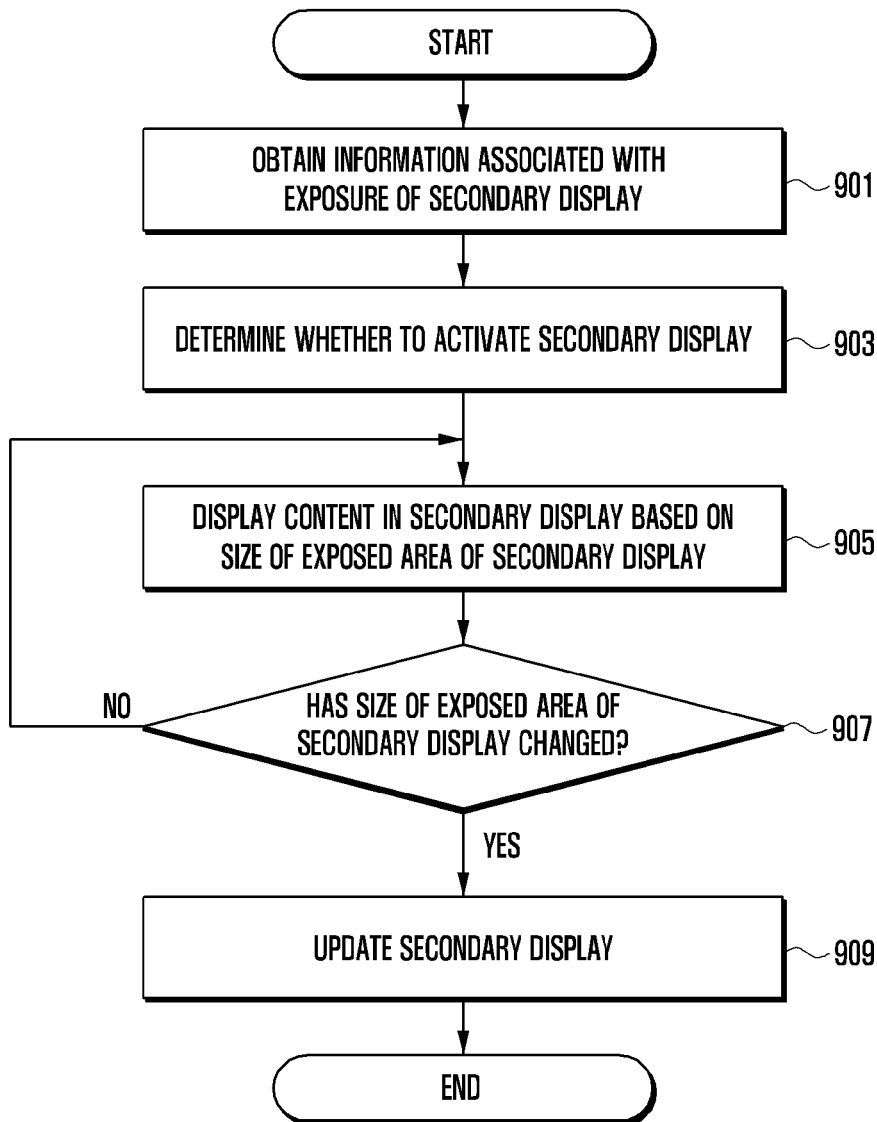 START
OBTAIN INFORMATION ASSOCIATED WITH
EXPOSURE OF SECONDARY DISPLAY
901
DETERMINE WHETHER TO ACTIVATE SECONDARY DISPLAY
903
DISPLAY CONTENT IN SECONDARY DISPLAY BASED ON
SIZE OF EXPOSED AREA OF SECONDARY DISPLAY
905
NO
HAS SIZE OF EXPOSED AREA OF
SECONDARY DISPLAY CHANGED?
907
YES
UPDATE SECONDARY DISPLAY
909
END